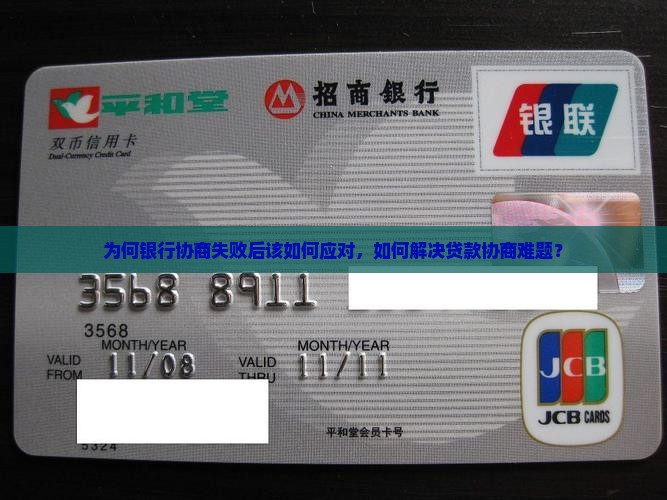 平和堂
招商銀行
CHINA MERCHANTS BANK
银联
双币信用卡
Dual-Currency Credit Card
为何银行协商失败后该如何应对，如何解决贷款协商难题？
3568 8911
3568
MONTH/YEAR MONTH/YEAR
VALID FROM 11/08 VALID THRU 11/11
JCB
JCB CARDS
平和堂会员卡号
5324